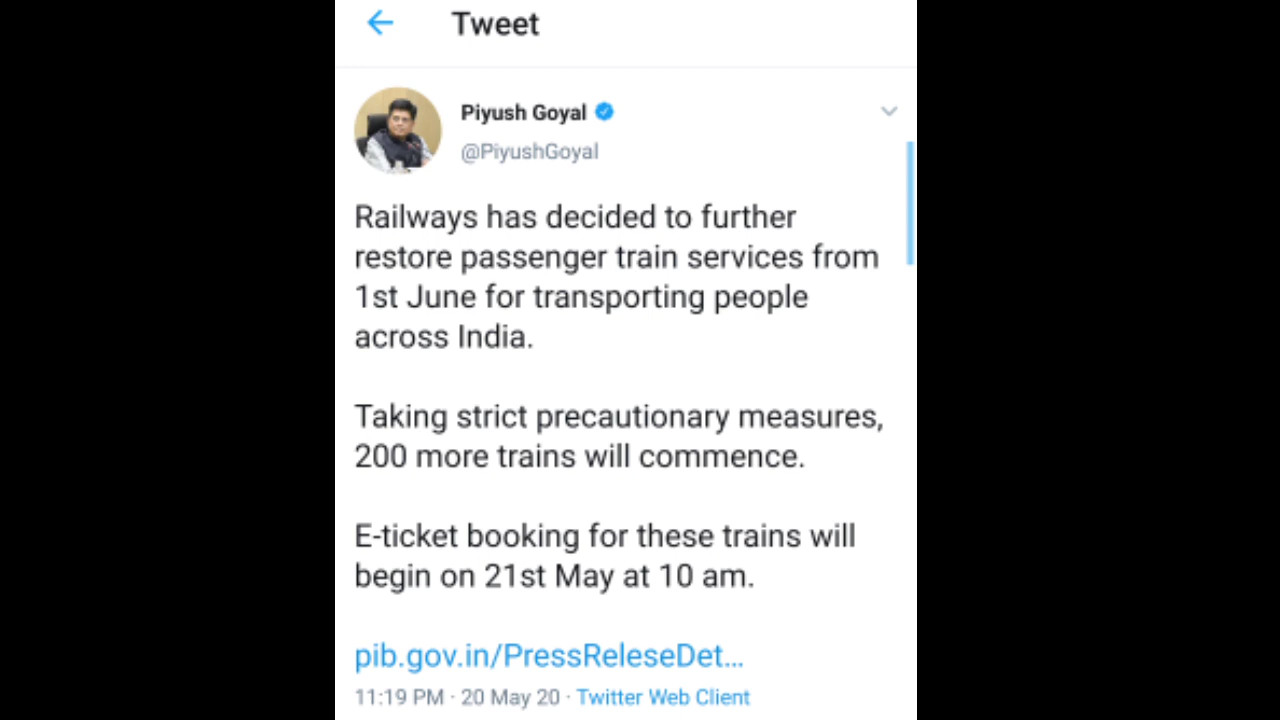 Tweet
Piyush Goyal
@PiyushGoyal
Railways has decided to further
restore passenger train services from
1st June for transporting people
across India.
Taking strict precautionary measures,
200 more trains will commence.
E-ticket booking for these trains will
begin on 21st May at 10 am.
pib.gov.in/PressReleseDet...
11:19 PM · 20 May 20 · Twitter Web Client